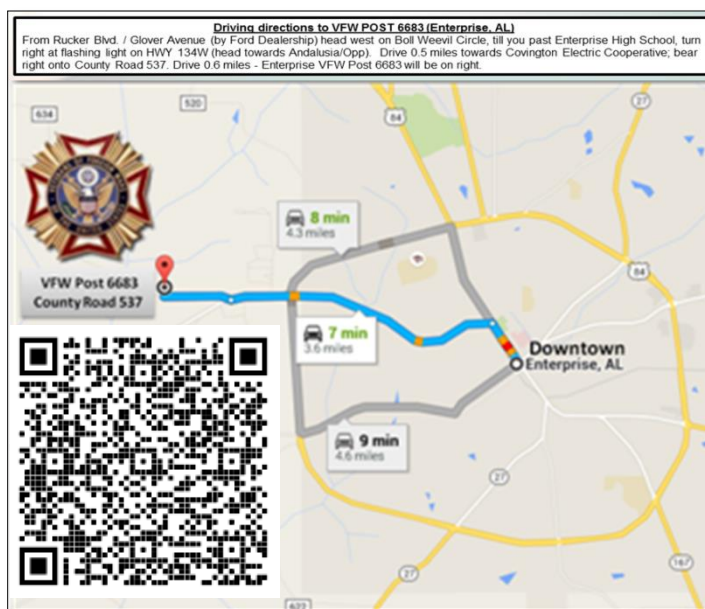 Driving directions to VFW POST 6683 (Enterprise, AL)
From Rucker Blvd. / Glover Avenue (by Ford Dealership) head west on Boll Weevil Circle, till you past Enterprise High School, turn
right at flashing light on HWY 134W (head towards Andalusia/Opp). Drive 0.5 miles towards Covington Electric Cooperative; bear
right onto County Road 537. Drive 0.6 miles - Enterprise VFW Post 6683 will be on right.
634
520
84
27
8 min
4.3 miles
84
VFW Post 6683
County Road 537
7 min
3.6 miles
Downtown
Enterprise, AL
9 min
4.6 miles
27
167
27
622